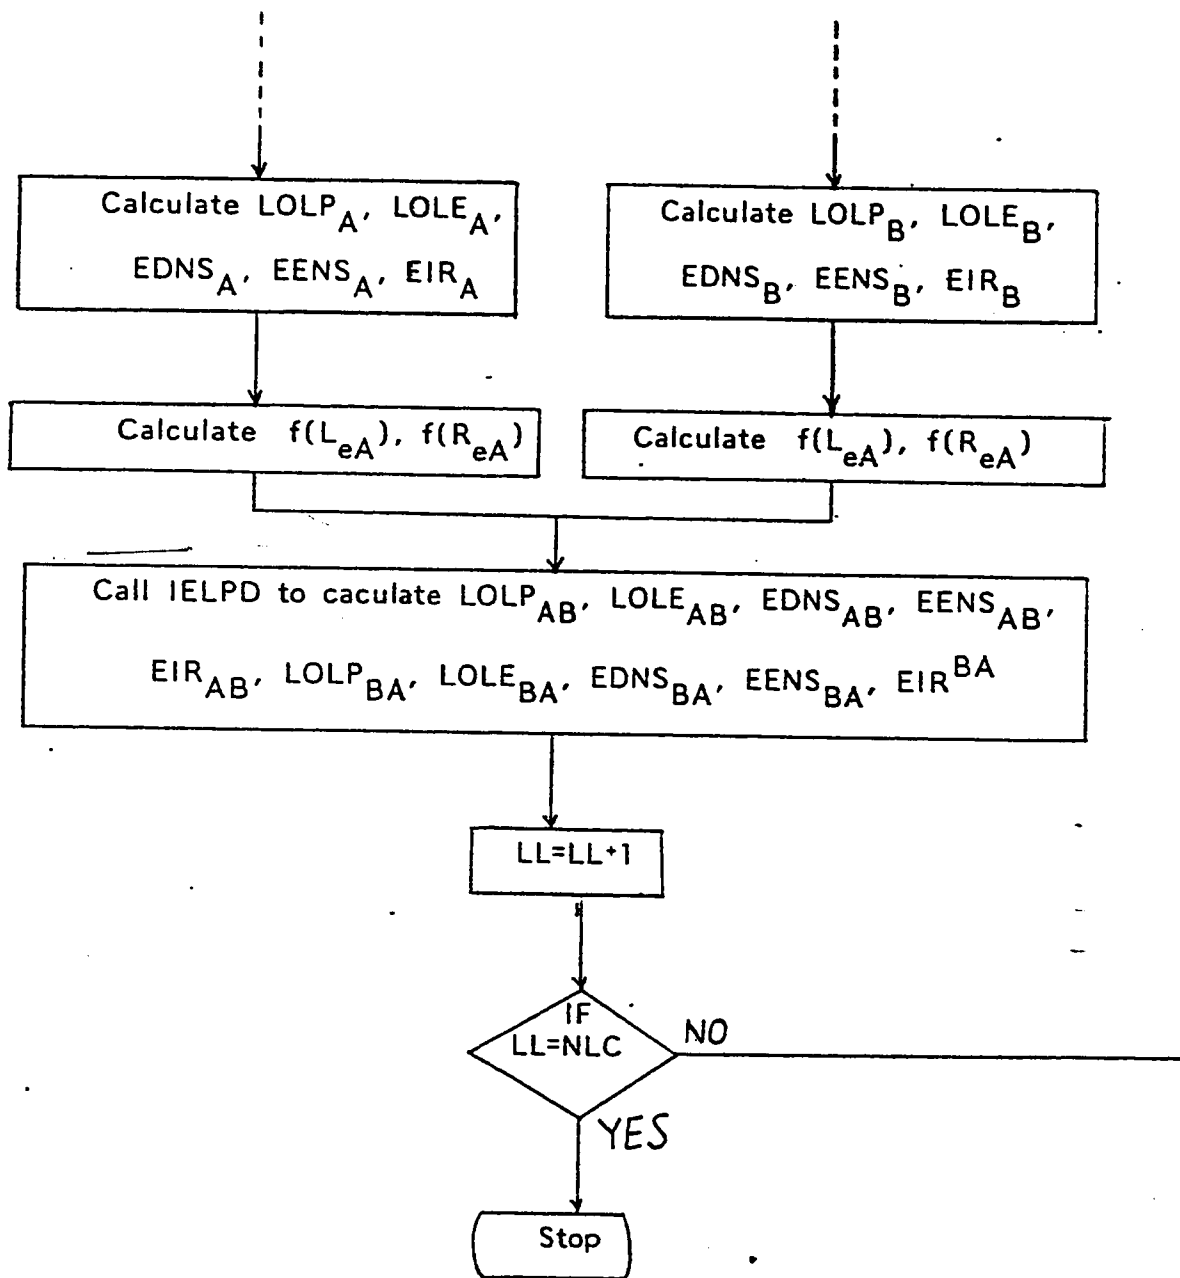 Calculate LOLP_A, LOLE_A,
EDNS_A, EENS_A, EIR_A
Calculate LOLP_B, LOLE_B,
EDNS_B, EENS_B, EIR_B
Calculate f(L_eA), f(R_eA)
Calculate f(L_eA), f(R_eA)
Call IELPD to caculate LOLP_AB, LOLE_AB, EDNS_AB, EENS_AB,
EIR_AB, LOLP_BA, LOLE_BA, EDNS_BA, EENS_BA, EIR^BA
LL=LL+1
IF
LL=NLC
NO
YES
Stop